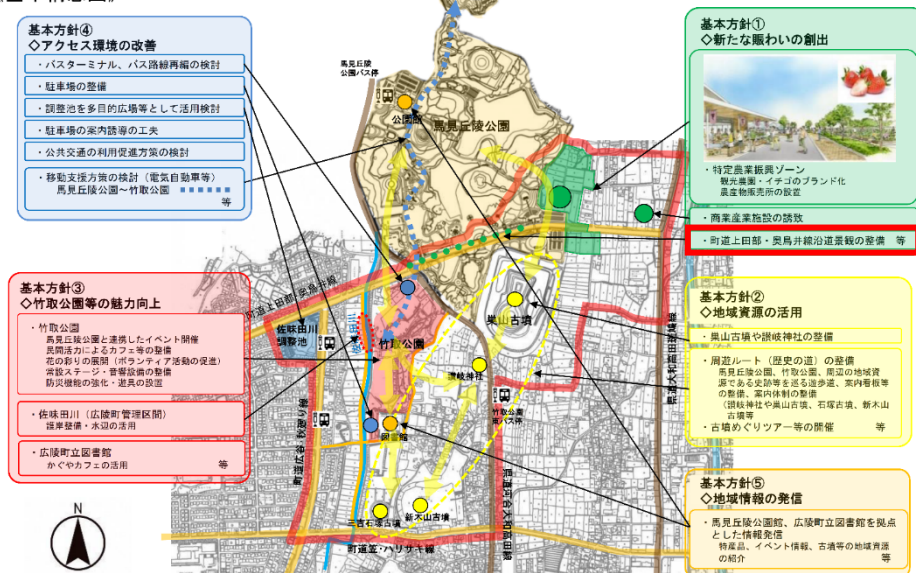 基本方針④
◇アクセス環境の改善
・バスターミナル、バス路線再編の検討
・駐車場の整備
・調整池を多目的広場等として活用検討
・駐車場の案内誘導の工夫
・公共交通の利用促進方策の検討
・移動支援方策の検討（電気自動車等）
馬見丘陵公園～竹取公園
等
基本方針③
◇竹取公園等の魅力向上
・竹取公園
馬見丘陵公園と連携したイベント開催
民間活力によるカフェ等の整備
花の彩りの展開（ボランティア活動の促進）
常設ステージ・音響設備の整備
防災機能の強化・遊具の設置
・佐味田川（広陵町管理区間）
護岸整備・水辺の活用
・広陵町立図書館
かぐやカフェの活用
等
N
馬見丘陵
公園バス停
公園館
馬見丘陵公園
町道上田部・奥鳥井線
佐味田川
調整池
竹取公園
巣山古墳
讃岐神社
竹取公園
東バス停
図書館
三吉石塚古墳
新木山古墳
町道笠・ハリサキ線
県道河合大和高田線
基本方針①
◇新たな賑わいの創出
・特定農業振興ゾーン
観光農園・イチゴのブランド化
農産物販売所の設置
・商業産業施設の誘致
・町道上田部・奥鳥井線沿道景観の整備　等
基本方針②
◇地域資源の活用
・巣山古墳や讃岐神社の整備
・周遊ルート（歴史の道）の整備
馬見丘陵公園、竹取公園、周辺の地域資
源である史跡等を巡る遊歩道、案内看板等
の整備、案内体制の整備
（讃岐神社や巣山古墳、石塚古墳、新木山
古墳等
・古墳めぐりツアー等の開催　等
基本方針⑤
◇地域情報の発信
・馬見丘陵公園館、広陵町立図書館を拠点
とした情報発信
特産品、イベント情報、古墳等の地域資源
の紹介
等